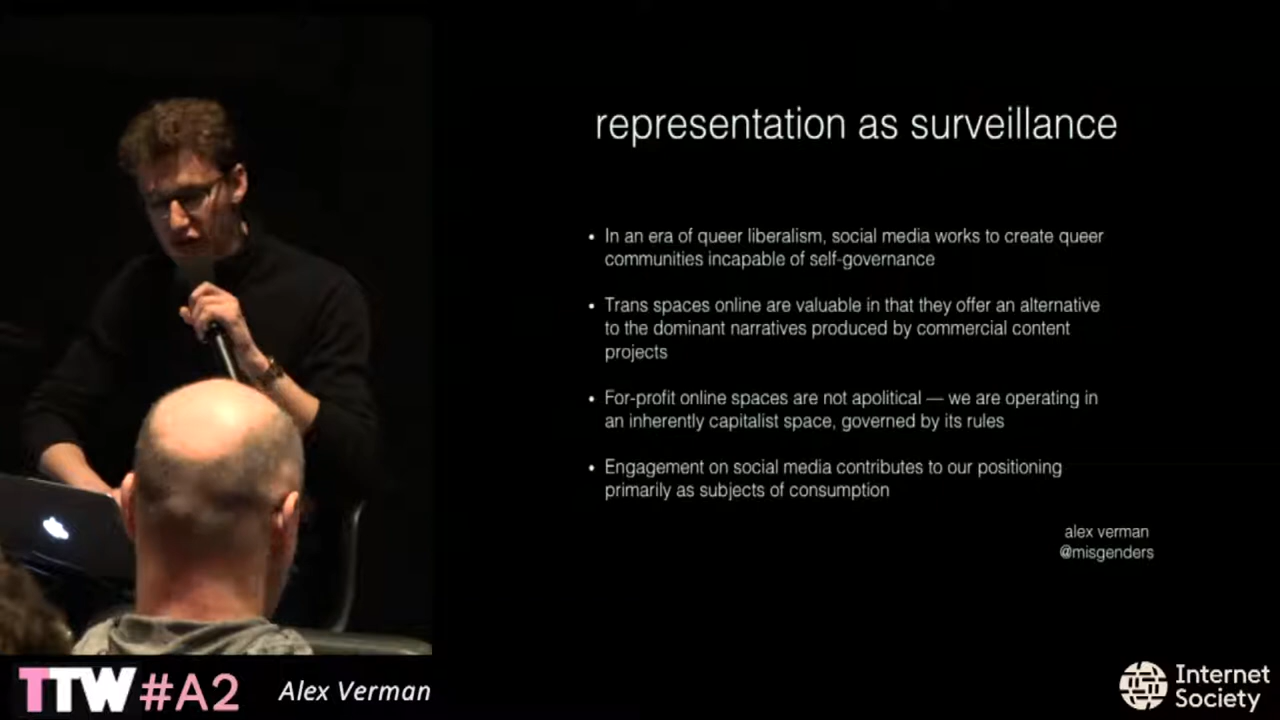 representation as surveillance
• In an era of queer liberalism, social media works to create queer
communities incapable of self-governance
• Trans spaces online are valuable in that they offer an alternative
to the dominant narratives produced by commercial content
projects
• For-profit online spaces are not apolitical — we are operating in
an inherently capitalist space, governed by its rules
• Engagement on social media contributes to our positioning
primarily as subjects of consumption
alex verman
@misgenders
TTW #A2
Alex Verman
Internet
Society